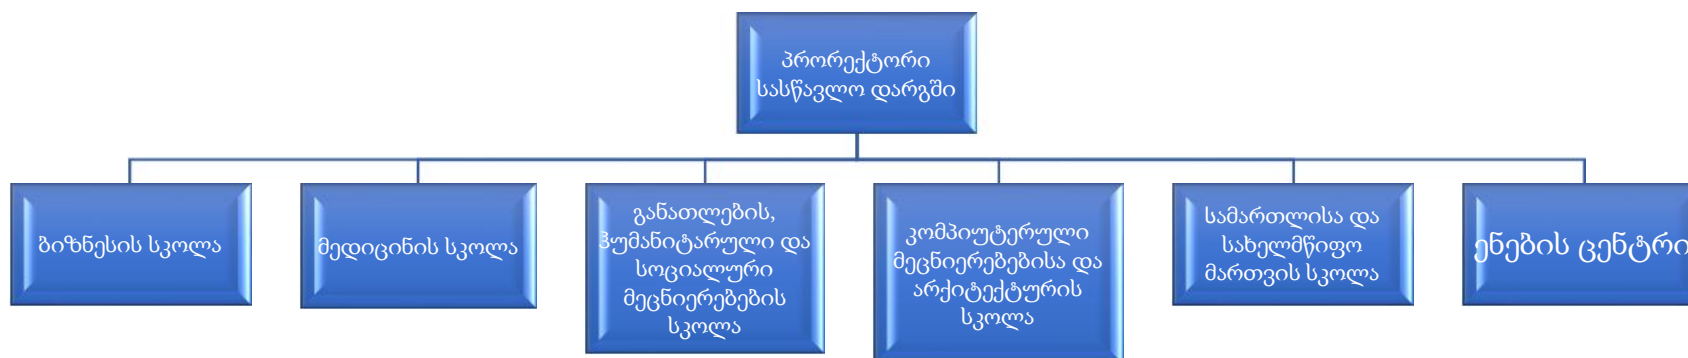 პრორექტორი
სასწავლო დარგში
ბიზნესის სკოლა
მედიცინის სკოლა
განათლების,
ჰუმანიტარული და
სოციალური
მეცნიერებების
სკოლა
კომპიუტერული
მეცნიერებებისა და
არქიტექტურის
სკოლა
სამართლისა და
სახელმწიფო
მართვის სკოლა
ენების ცენტრი